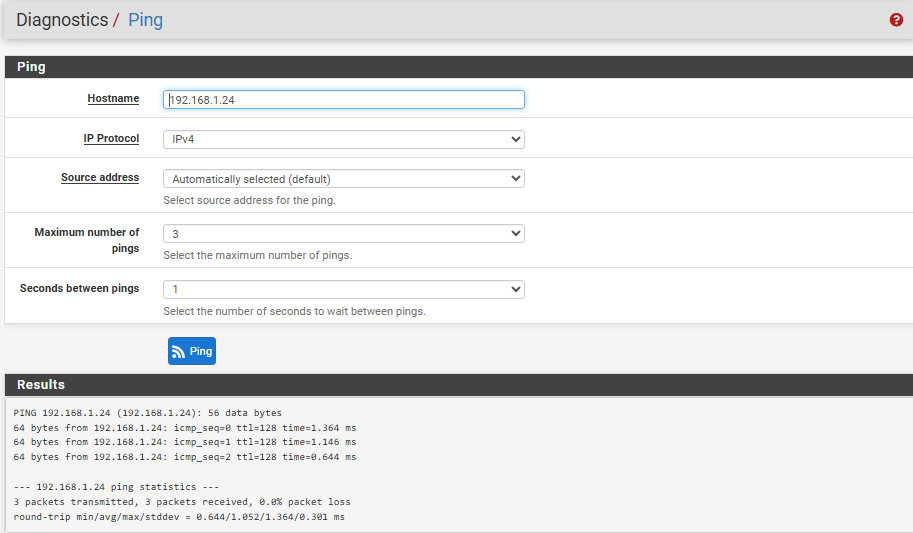 Diagnostics / Ping
Ping
Hostname
192.168.1.24
IP Protocol
IPv4
Source address
Automatically selected (default)
Select source address for the ping.
Maximum number of
pings
3
Select the maximum number of pings.
Seconds between pings
1
Select the number of seconds to wait between pings.
Ping
Results
PING 192.168.1.24 (192.168.1.24): 56 data bytes
64 bytes from 192.168.1.24: icmp_seq=0 ttl=128 time=1.364 ms
64 bytes from 192.168.1.24: icmp_seq=1 ttl=128 time=1.146 ms
64 bytes from 192.168.1.24: icmp_seq=2 ttl=128 time=0.644 ms
--- 192.168.1.24 ping statistics ---
3 packets transmitted, 3 packets received, 0.0% packet loss
round-trip min/avg/max/stddev = 0.644/1.052/1.364/0.301 ms